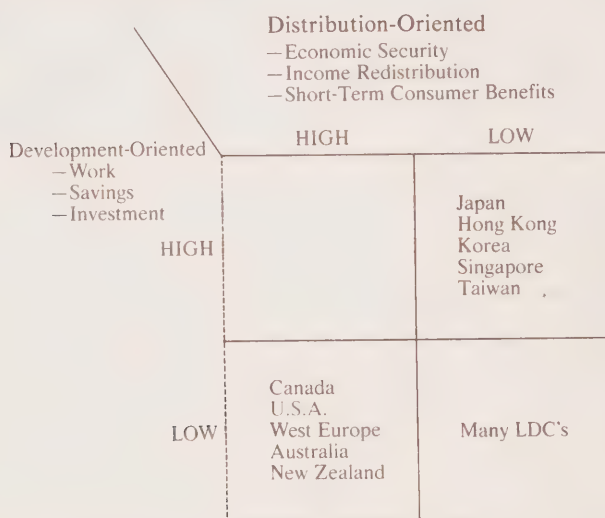 Distribution-Oriented
—Economic Security
—Income Redistribution
—Short-Term Consumer Benefits
HIGH LOW
Development-Oriented
—Work
—Savings
—Investment
HIGH
Japan
Hong Kong
Korea
Singapore
Taiwan
LOW
Canada
U.S.A.
West Europe
Australia
New Zealand
Many LDC's